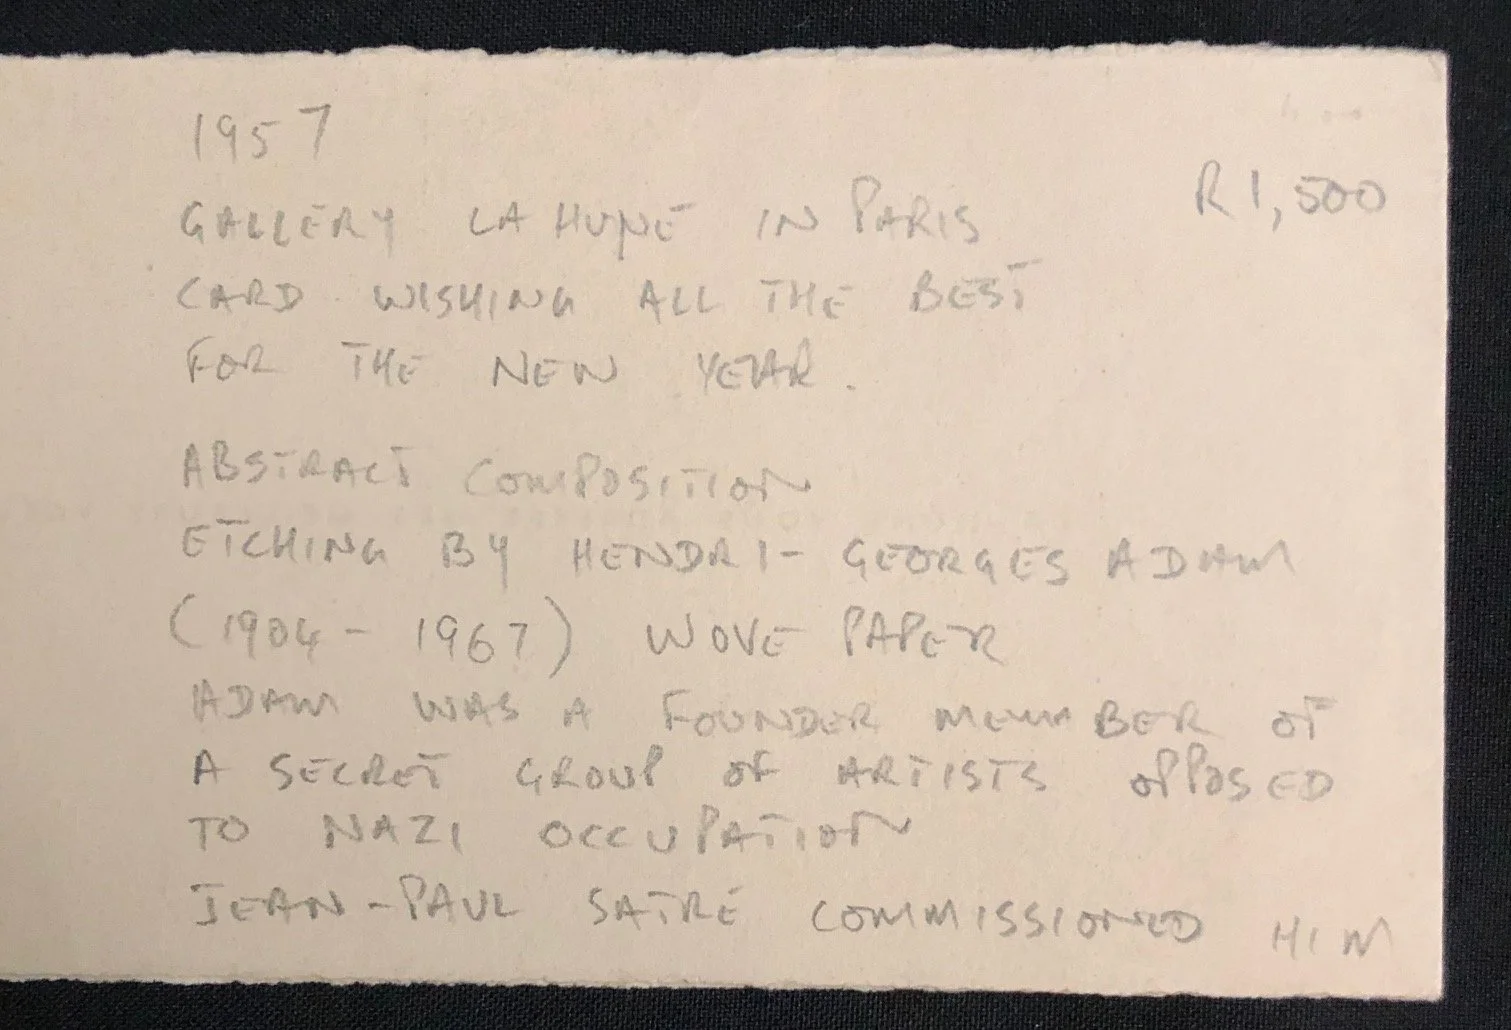 1957
R1,500
GALLERY LA HUNE IN PARIS
CARD WISHING ALL THE BEST
FOR THE NEW YEAR.
ABSTRACT COMPOSITION
ETCHING BY HENDRI-GEORGES ADAM
(1904-1967) WOVE PAPER
ADAM WAS A FOUNDER MEMBER OF
A SECRET GROUP OF ARTISTS OPPOSED
TO NAZI OCCUPATION
JEAN-PAUL SATRE COMMISSIONED HIM